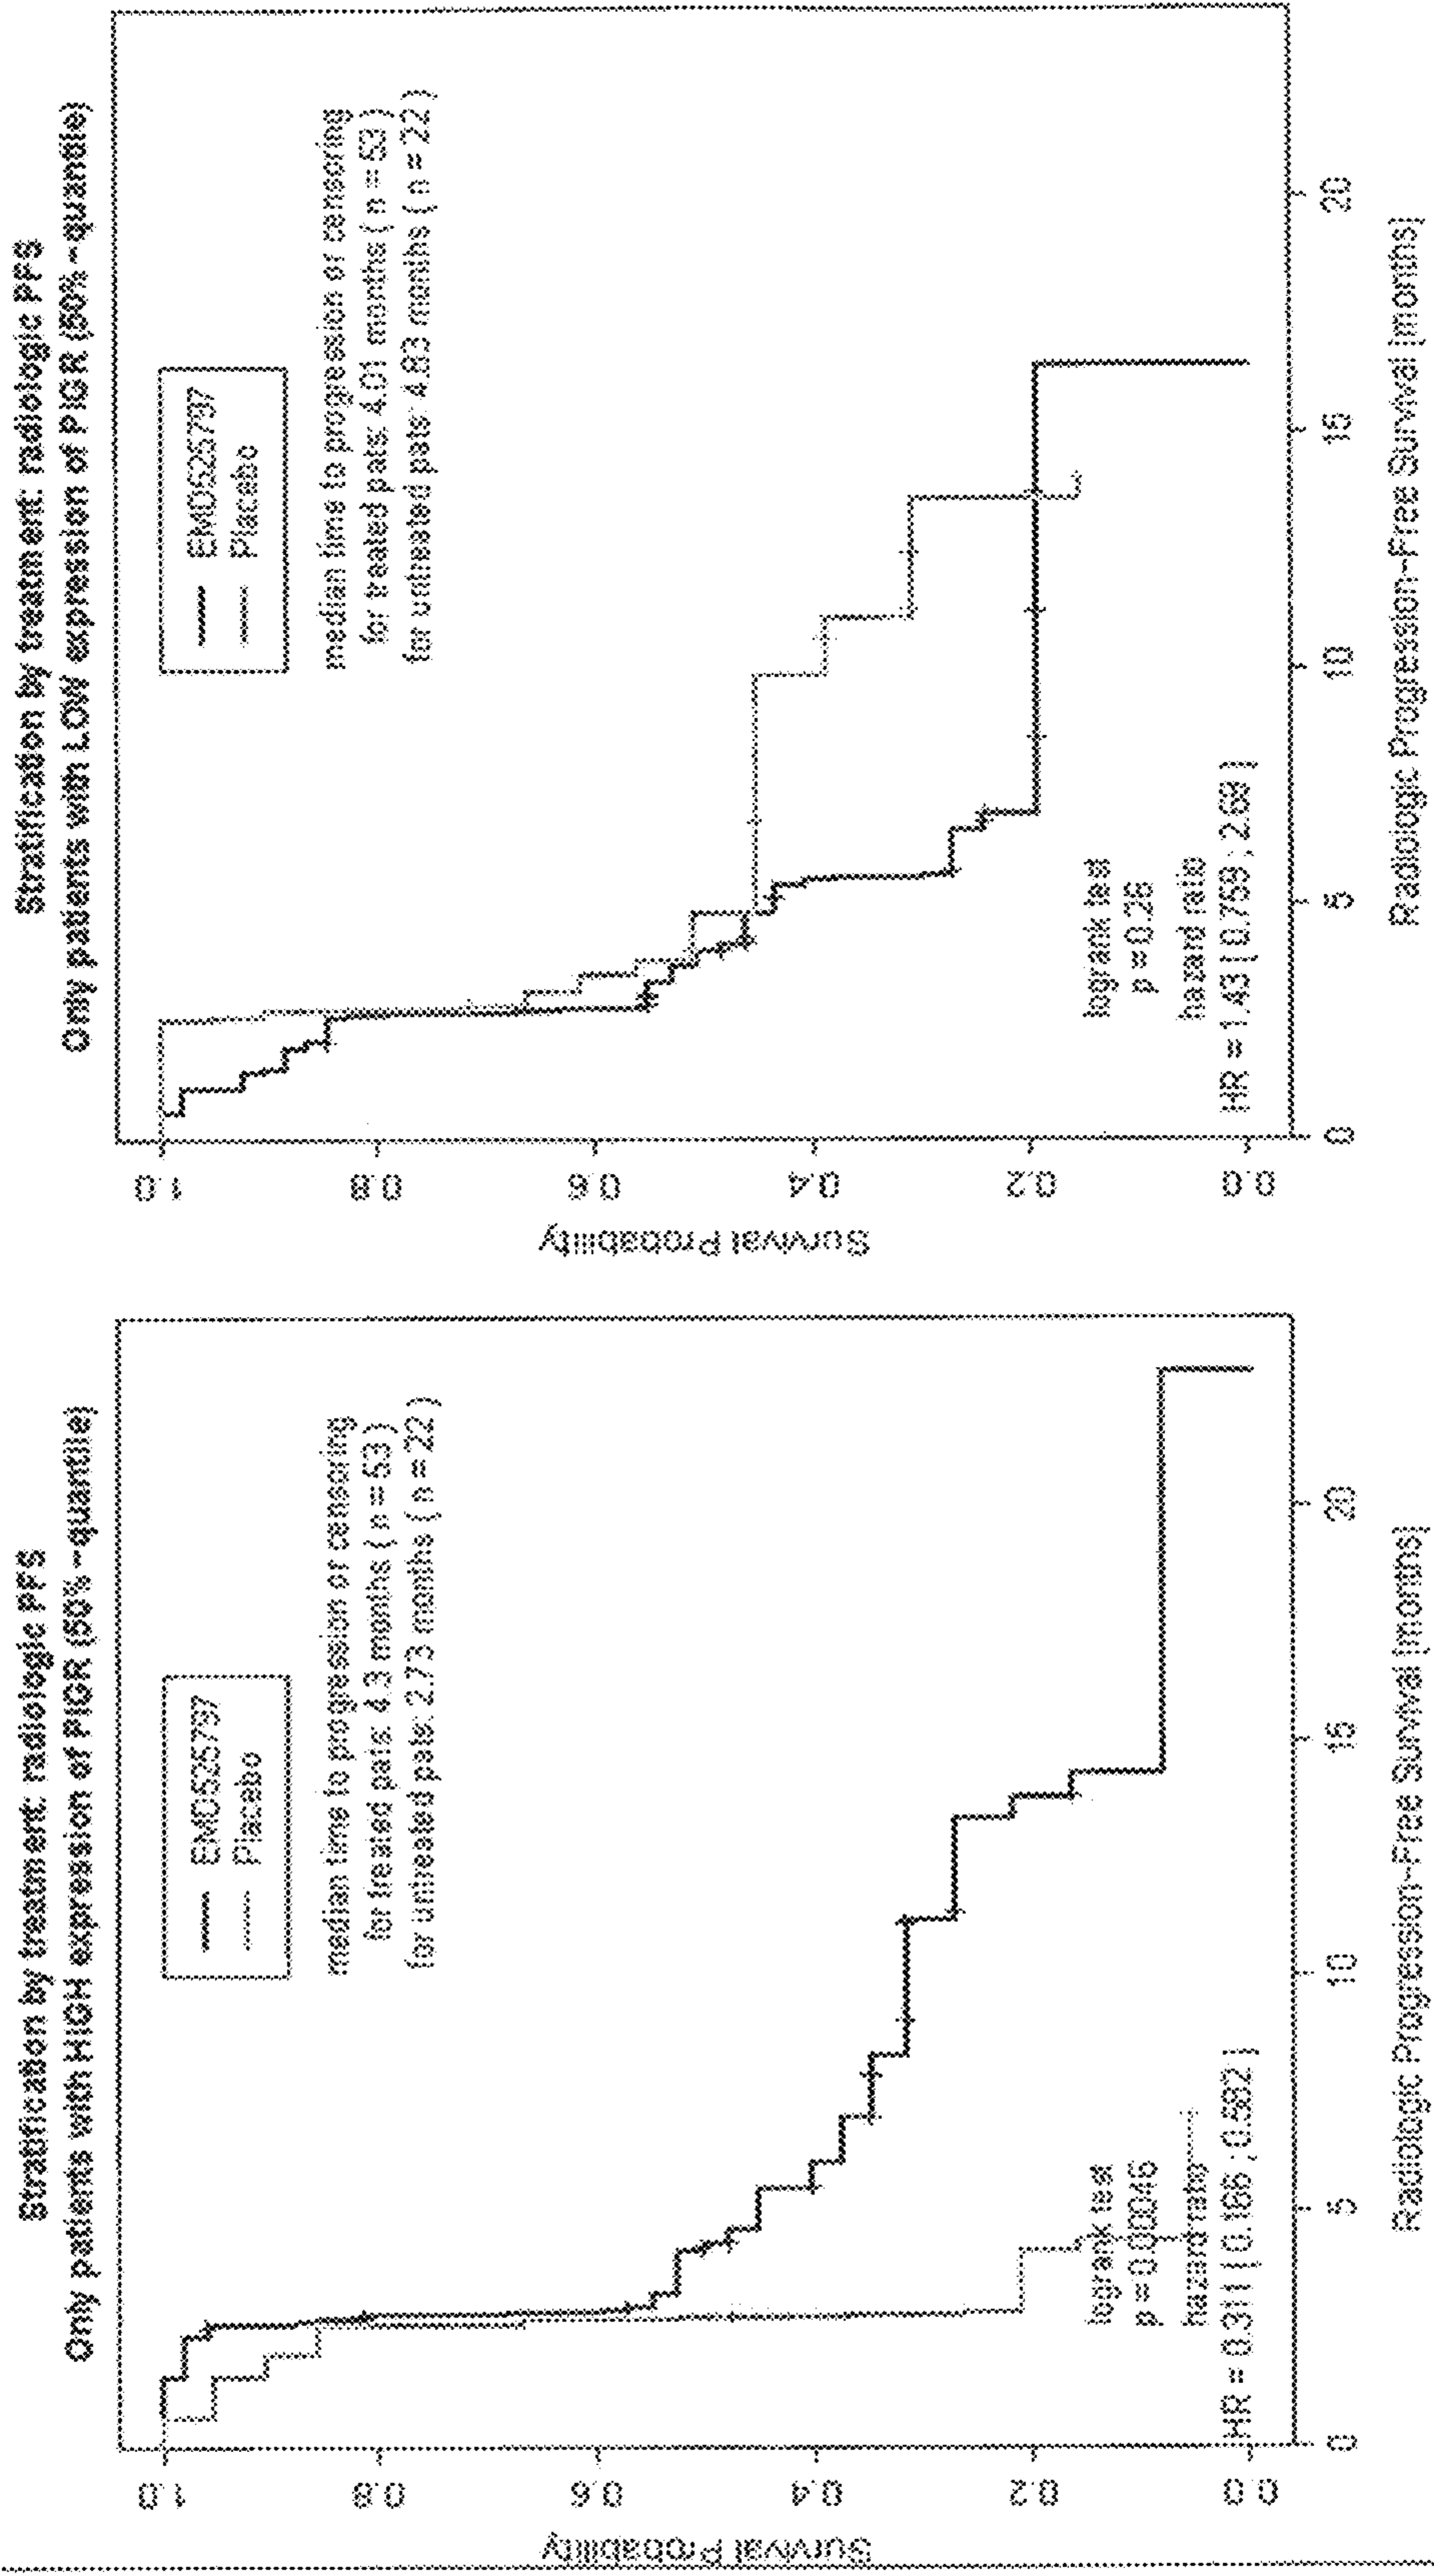 Stratification by treatment: radiologic PFS
Only patients with HIGH expression of PIGR (50%-quantile)
EMD525797
Placebo
median time to progression or censoring
for treated pats: 4.3 months ( n = 53 )
for untreated pats: 2.73 months ( n = 22 )
Survival Probability
1.0
0.8
0.6
0.4
0.2
0.0
logrank test
p = 0.00046
hazard ratio
HR = 0.311 [ 0.166 ; 0.582 ]
0
5
10
15
20
Radiologic Progression-Free Survival [months]
Stratification by treatment: radiologic PFS
Only patients with LOW expression of PIGR (50%-quantile)
EMD525797
Placebo
median time to progression or censoring
for treated pats: 4.01 months ( n = 53 )
for untreated pats: 4.83 months ( n = 22 )
Survival Probability
1.0
0.8
0.6
0.4
0.2
0.0
logrank test
p = 0.26
hazard ratio
HR = 1.43 [ 0.759 ; 2.69 ]
0
5
10
15
20
Radiologic Progression-Free Survival [months]